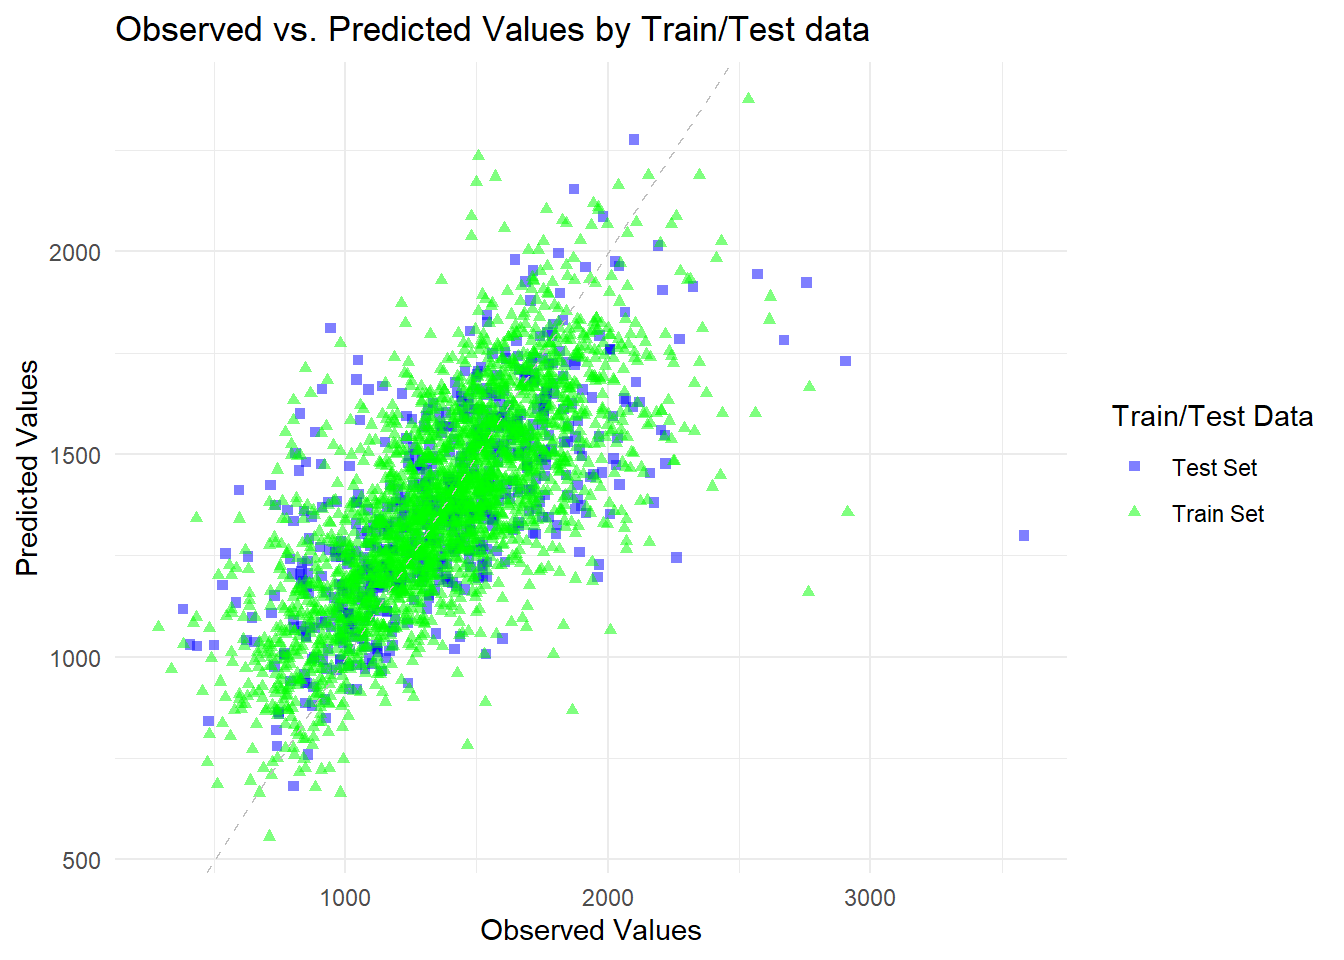 Observed vs. Predicted Values by Train/Test data
Predicted Values
2000
1500
1000
500
1000
2000
3000
Observed Values
Train/Test Data
Test Set
Train Set